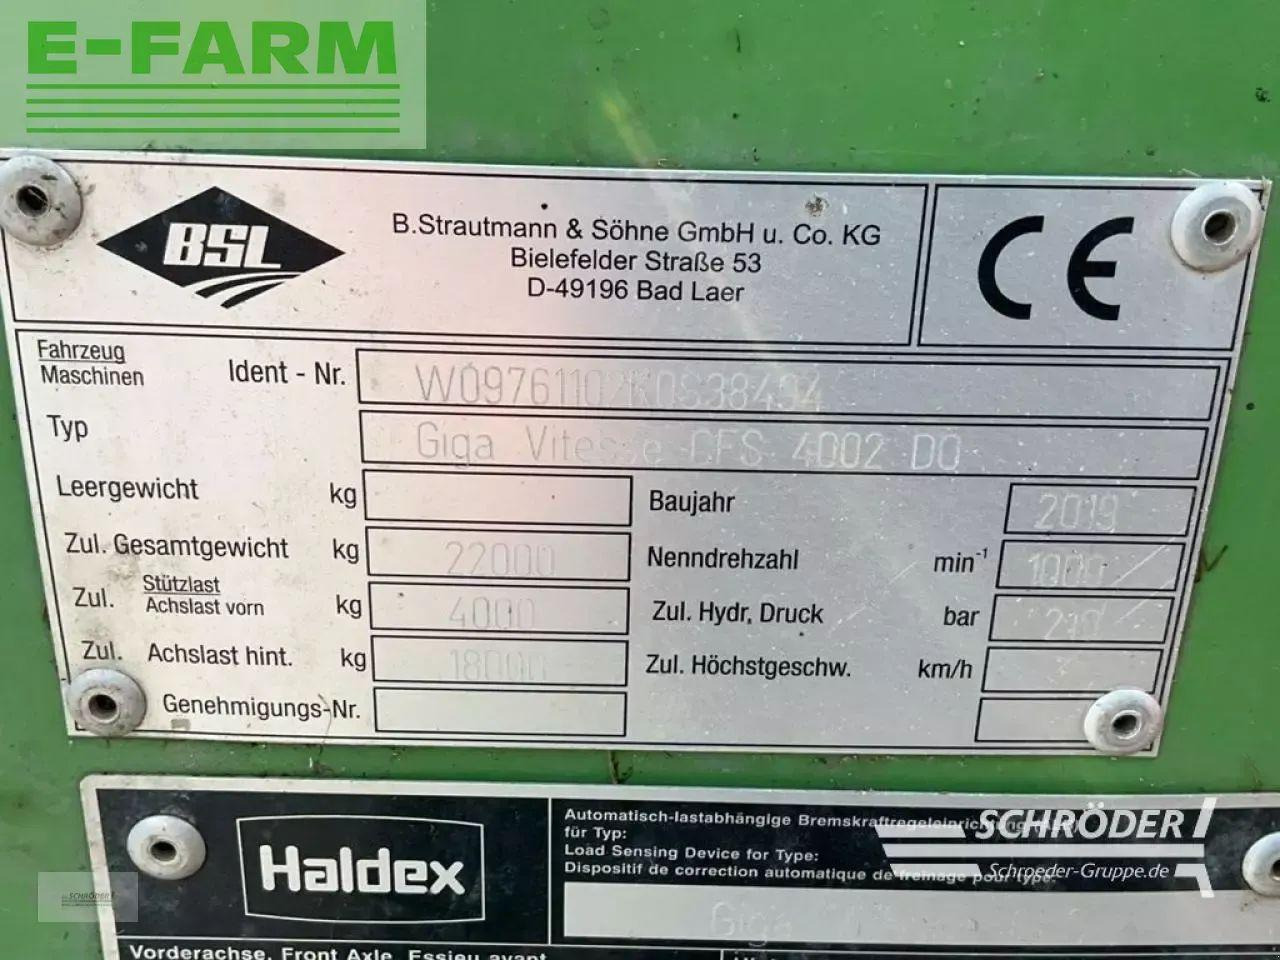 E-FARM
BSL
B.Strautmann & Söhne GmbH u. Co. KG
Bielefelder Straße 53
D-49196 Bad Laer
CE
Fahrzeug
Maschinen
Ident - Nr.
W09761102K0S38494
Typ
Giga Vitesse CFS 4002 DO
Leergewicht kg
Baujahr 2019
Zul. Gesamtgewicht kg 22000
Nenndrehzahl min-1 1000
Zul. Stützlast
Achslast vorn kg 4000
Zul. Hydr. Druck bar 210
Zul. Achslast hint. kg 18000
Zul. Höchstgeschw. km/h
Genehmigungs-Nr.
Haldex
Automatisch-lastabhängige Bremskraftregeleinrichtung
für Typ:
Load Sensing Device for Type:
Dispositif de correction automatique de freinage pour type:
Giga
SCHRÖDER
Schroeder-Gruppe.de
SCHRÖDER
Vorderachse, Front Axle, Essieu avant